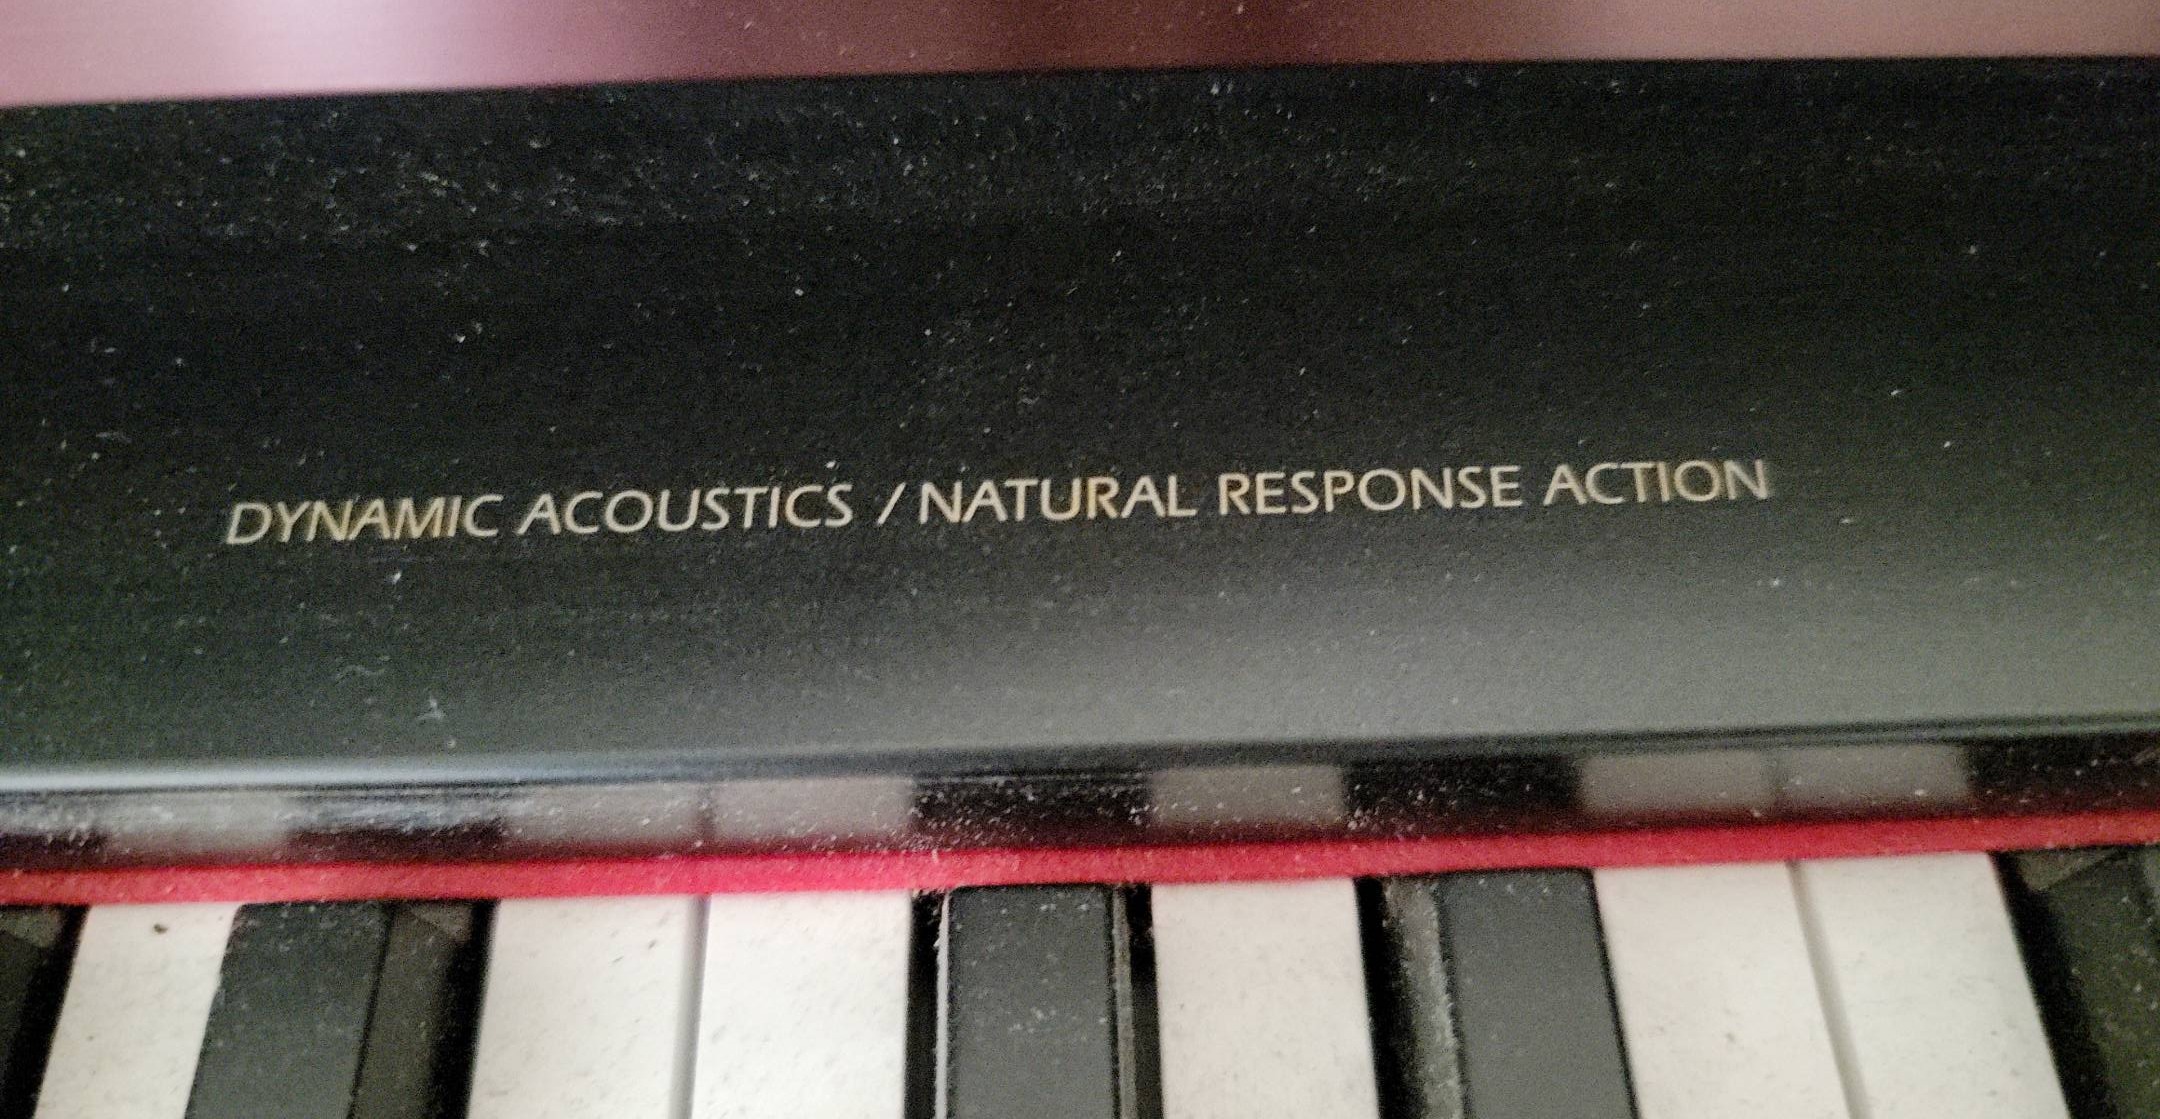 DYNAMIC ACOUSTICS / NATURAL RESPONSE ACTION